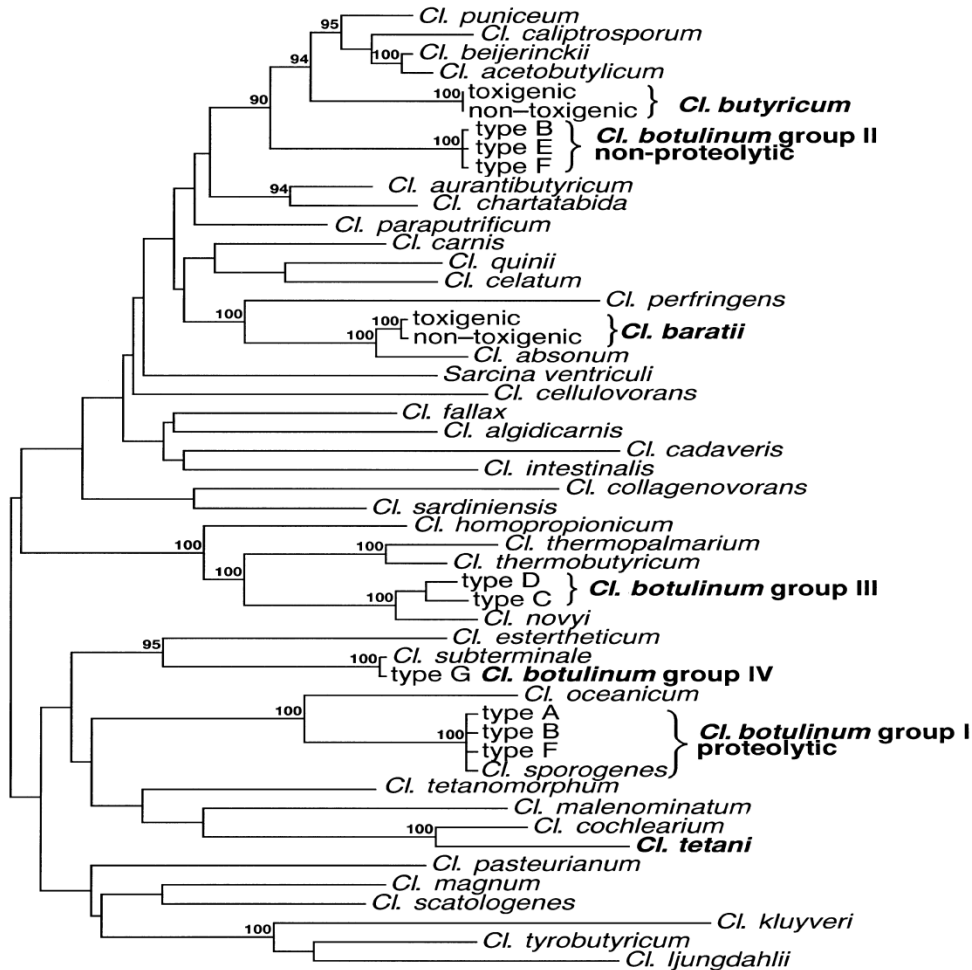 95 Cl. puniceum
Cl. caliptrosporum
94 100 Cl. beijerinckii
Cl. acetobutylicum
90 100 toxigenic
non–toxigenic } Cl. butyricum
type B
100 type E } Cl. botulinum group II
type F non-proteolytic
94 Cl. aurantibutyricum
Cl. chartatabida
Cl. paraputrificum
Cl. carnis
Cl. quinii
Cl. celatum
Cl. perfringens
100 100 toxigenic
100 non–toxigenic } Cl. baratii
Cl. absonum
Sarcina ventriculi
Cl. cellulovorans
Cl. fallax
Cl. algidicarnis
Cl. cadaveris
Cl. intestinalis
Cl. collagenovorans
Cl. sardiniensis
Cl. homopropionicum
100 100 Cl. thermopalmarium
Cl. thermobutyricum
100 type D
type C } Cl. botulinum group III
100 Cl. novyi
Cl. estertheticum
95 100 Cl. subterminale
type G Cl. botulinum group IV
Cl. oceanicum
100 type A
100 type B } Cl. botulinum group I
type F proteolytic
Cl. sporogenes
Cl. tetanomorphum
Cl. malenominatum
100 Cl. cochlearium
Cl. tetani
Cl. pasteurianum
Cl. magnum
Cl. scatologenes
100 Cl. kluyveri
Cl. tyrobutyricum
Cl. ljungdahlii